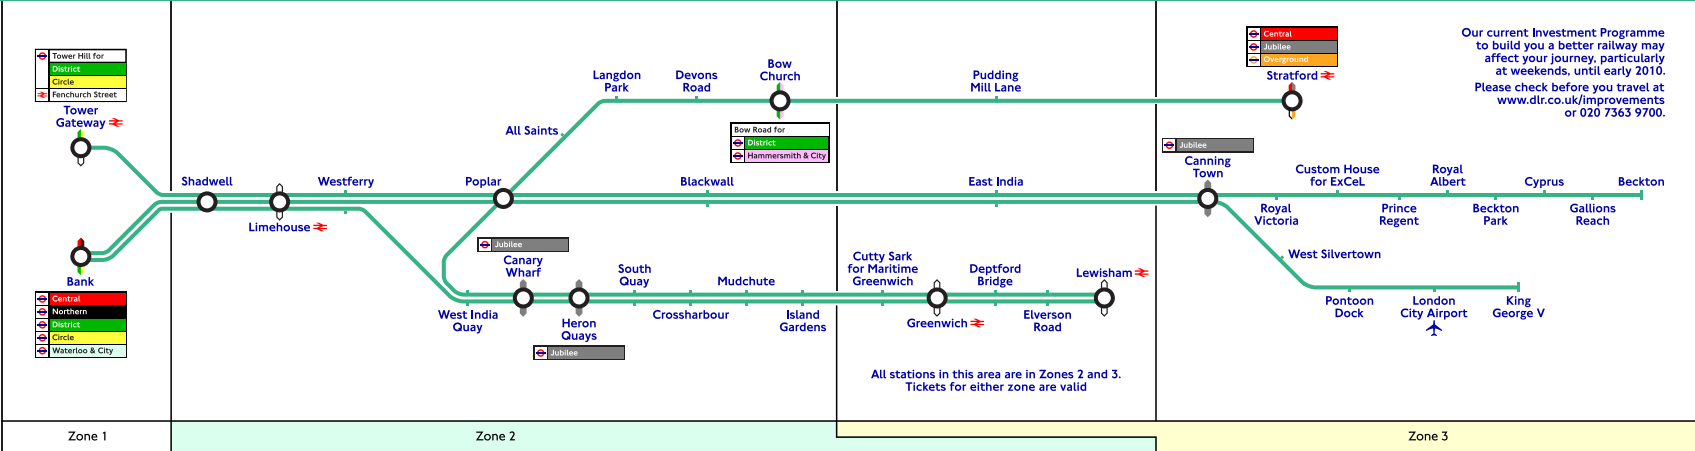 Tower Hill for
District
Circle
Fenchurch Street
Tower
Gateway
Bank
Central
Northern
District
Circle
Waterloo & City
Shadwell
Limehouse
Westferry
Poplar
All Saints
Langdon
Park
Devons
Road
Bow
Church
Bow Road for
District
Hammersmith & City
Pudding
Mill Lane
Central
Jubilee
Overground
Stratford
Blackwall
East India
Jubilee
Canning
Town
Royal
Victoria
Custom House
for ExCeL
Prince
Regent
Royal
Albert
Beckton
Park
Cyprus
Gallions
Reach
Beckton
West Silvertown
Pontoon
Dock
London
City Airport
King
George V
West India
Quay
Jubilee
Canary
Wharf
Heron
Quays
Jubilee
South
Quay
Crossharbour
Mudchute
Island
Gardens
Cutty Sark
for Maritime
Greenwich
Greenwich
Deptford
Bridge
Elverson
Road
Lewisham
All stations in this area are in Zones 2 and 3.
Tickets for either zone are valid
Our current Investment Programme
to build you a better railway may
affect your journey, particularly
at weekends, until early 2010.
Please check before you travel at
www.dlr.co.uk/improvements
or 020 7363 9700.
Zone 1
Zone 2
Zone 3